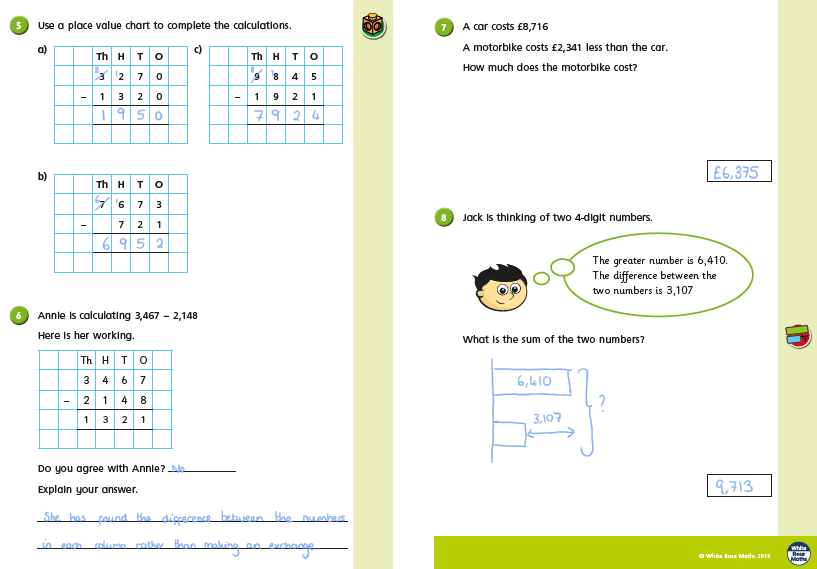 5 Use a place value chart to complete the calculations.
a)
Th H T O
2 3 1 2 7 0
- 1 3 2 0
1 9 5 0
c)
Th H T O
8 9 1 8 4 5
- 1 9 2 1
7 9 2 4
b)
Th H T O
6 7 1 6 7 3
- 7 2 1
6 9 5 2
6 Annie is calculating 3,467 − 2,148
Here is her working.
Th H T O
3 4 6 7
- 2 1 4 8
1 3 2 1
Do you agree with Annie? No
Explain your answer.
She has found the difference between the numbers
in each column rather than making an exchange
7 A car costs £8,716
A motorbike costs £2,341 less than the car.
How much does the motorbike cost?
£6,375
8 Jack is thinking of two 4-digit numbers.
The greater number is 6,410.
The difference between the
two numbers is 3,107
What is the sum of the two numbers?
6,410
?
3,107
9,713
© White Rose Maths 2019
White
Rose
Maths